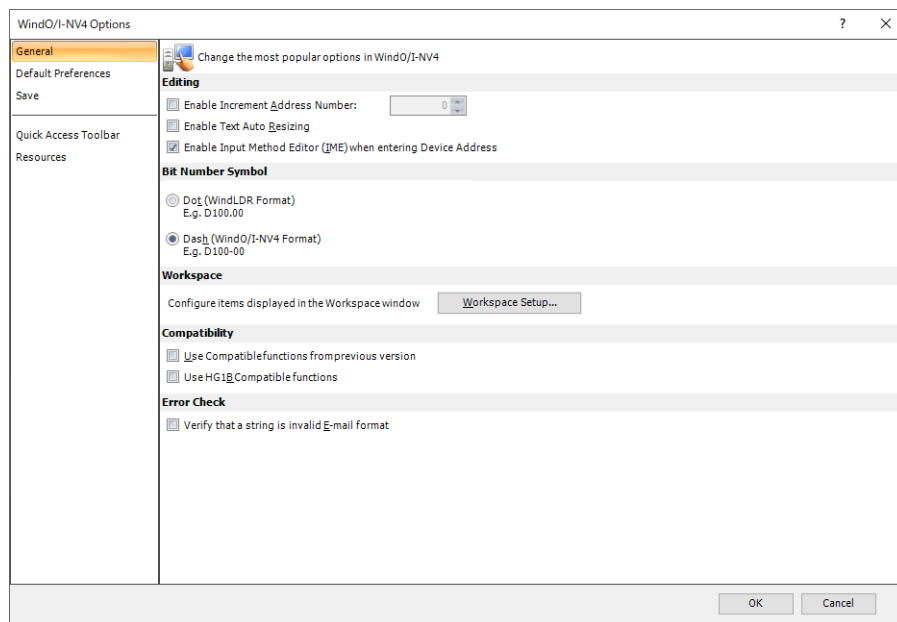 WindO/I-NV4 Options
?
General
Default Preferences
Save
Quick Access Toolbar
Resources
Change the most popular options in WindO/I-NV4
Editing
Enable Increment Address Number:
0
Enable Text Auto Resizing
Enable Input Method Editor (IME) when entering Device Address
Bit Number Symbol
Dot (WindLDR Format)
E.g. D100.00
Dash (WindO/I-NV4 Format)
E.g. D100-00
Workspace
Configure items displayed in the Workspace window
Workspace Setup...
Compatibility
Use Compatible functions from previous version
Use HG1B Compatible functions
Error Check
Verify that a string is invalid E-mail format
OK
Cancel